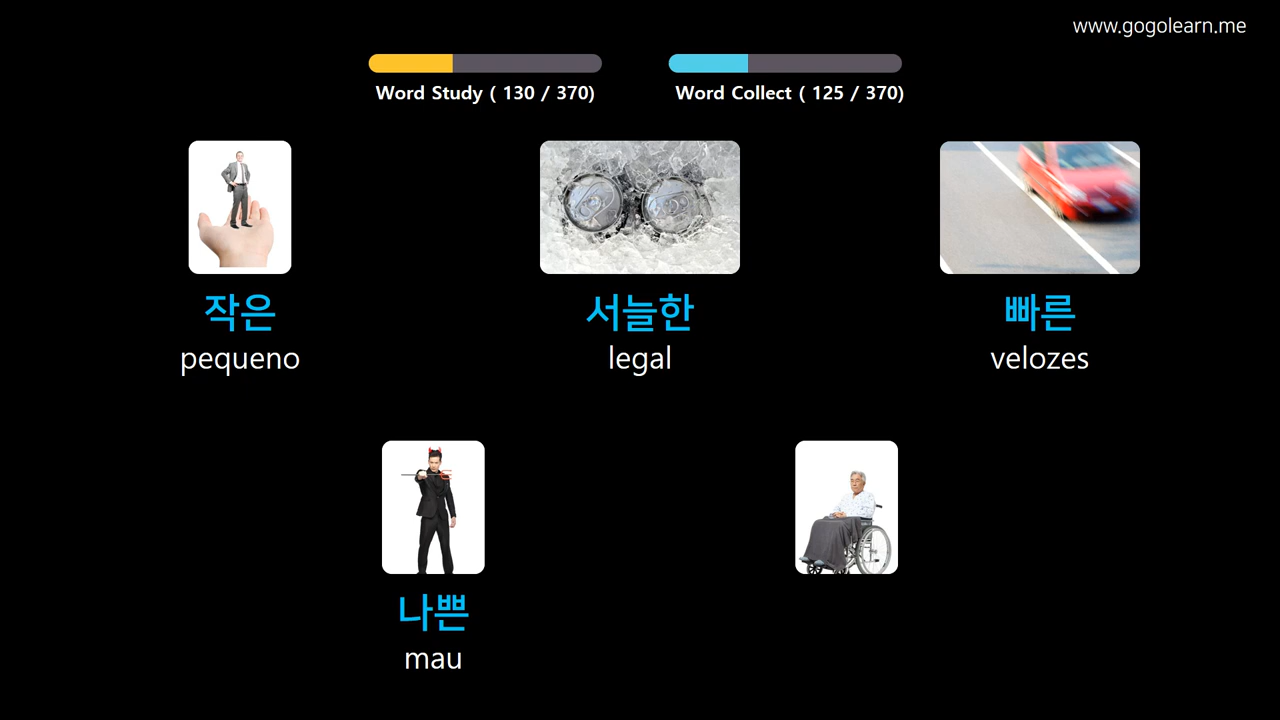 www.gogolearn.me
Word Study ( 130 / 370)
Word Collect ( 125 / 370)
작은
pequeno
서늘한
legal
빠른
velozes
나쁜
mau